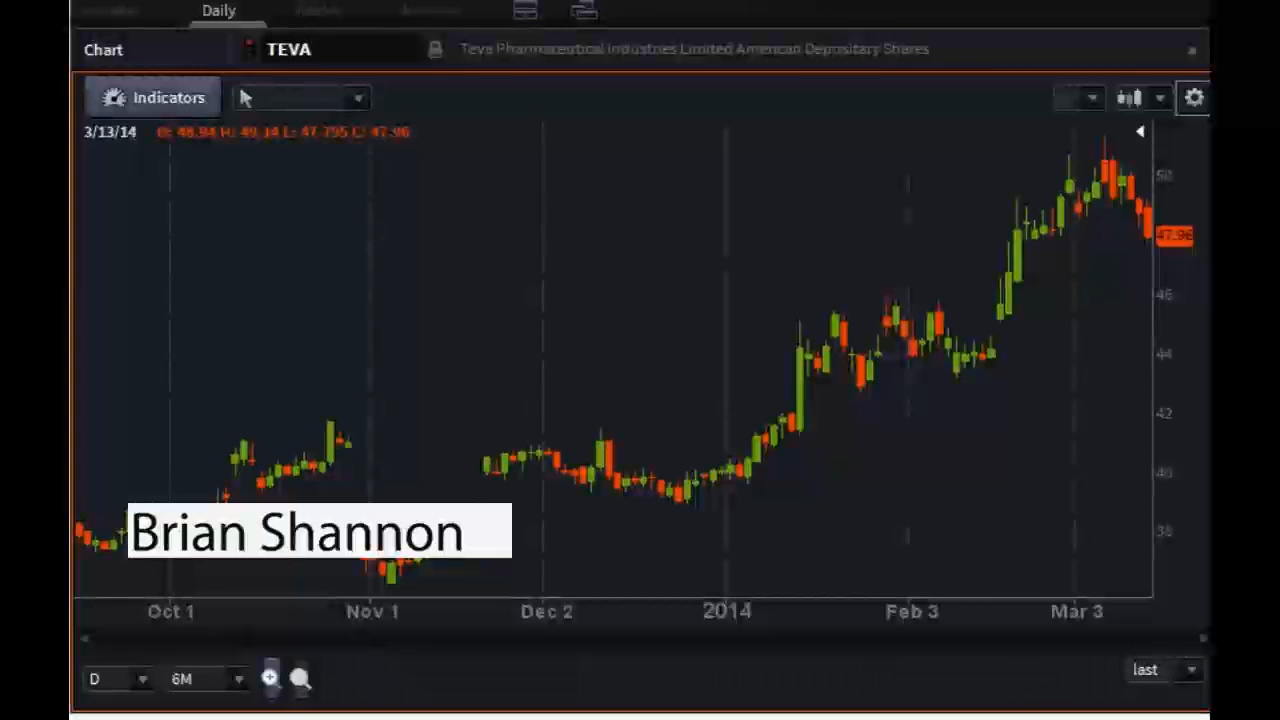 Daily
Chart
TEVA
Teva Pharmaceutical Industries Limited American Depositary Shares
Indicators
3/13/14 O: 48.94 H: 49.14 L: 47.795 C: 47.96
50
47.96
46
44
42
40
38
Brian Shannon
Oct 1 Nov 1 Dec 2 2014 Feb 3 Mar 3
D 6M last